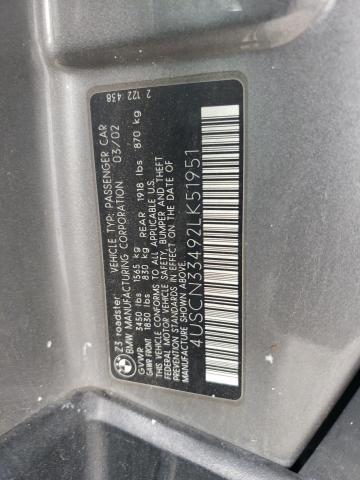 2 122 438
Z3 roadster VEHICLE TYP: PASSENGER CAR
BMW MANUFACTURING CORPORATION 03/02
GVWR 3450 lbs 1565 kg
GAWR FRONT 1830 lbs 830 kg REAR 1918 lbs 870 kg
THIS VEHICLE CONFORMS TO ALL APPLICABLE U.S.
FEDERAL MOTOR VEHICLE SAFETY, BUMPER AND THEFT
PREVENTION STANDARDS IN EFFECT ON THE DATE OF
MANUFACTURE SHOWN ABOVE.
4USCN33492LK51951